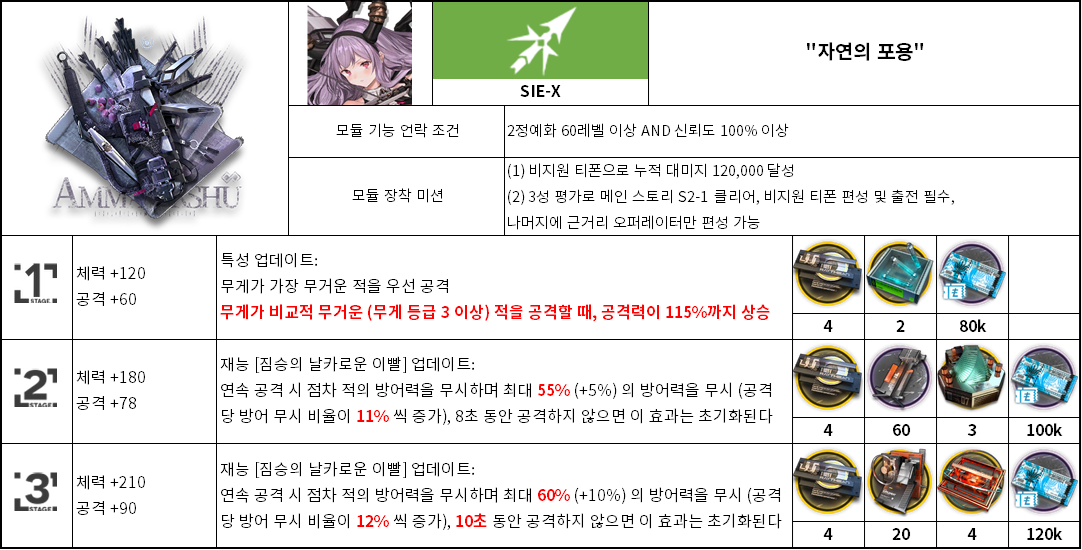 AMM
SHŪ
SIE-X
"자연의 포용"
모듈 기능 언락 조건
2정예화 60레벨 이상 AND 신뢰도 100% 이상
모듈 장착 미션
(1) 비지원 티폰으로 누적 대미지 120,000 달성
(2) 3성 평가로 메인 스토리 S2-1 클리어, 비지원 티폰 편성 및 출전 필수,
나머지에 근거리 오퍼레이터만 편성 가능
1
STAGE
체력 +120
공격 +60
특성 업데이트:
무게가 가장 무거운 적을 우선 공격
무게가 비교적 무거운 (무게 등급 3 이상) 적을 공격할 때, 공격력이 115%까지 상승
4
2
80k
2
STAGE
체력 +180
공격 +78
재능 [짐승의 날카로운 이빨] 업데이트:
연속 공격 시 점차 적의 방어력을 무시하며 최대 55% (+5%) 의 방어력을 무시 (공격
당 방어 무시 비율이 11% 씩 증가), 8초 동안 공격하지 않으면 이 효과는 초기화된다
4
60
3
100k
3
STAGE
체력 +210
공격 +90
재능 [짐승의 날카로운 이빨] 업데이트:
연속 공격 시 점차 적의 방어력을 무시하며 최대 60% (+10%) 의 방어력을 무시 (공격
당 방어 무시 비율이 12% 씩 증가), 10초 동안 공격하지 않으면 이 효과는 초기화된다
4
20
4
120k